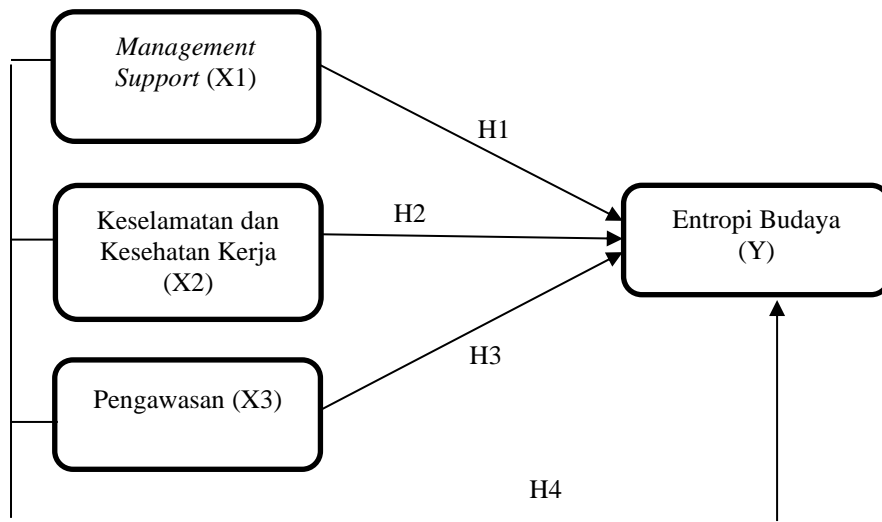 Management
Support (X1)
H1
Keselamatan dan
Kesehatan Kerja
(X2)
H2
Entropi Budaya
(Y)
H3
Pengawasan (X3)
H4